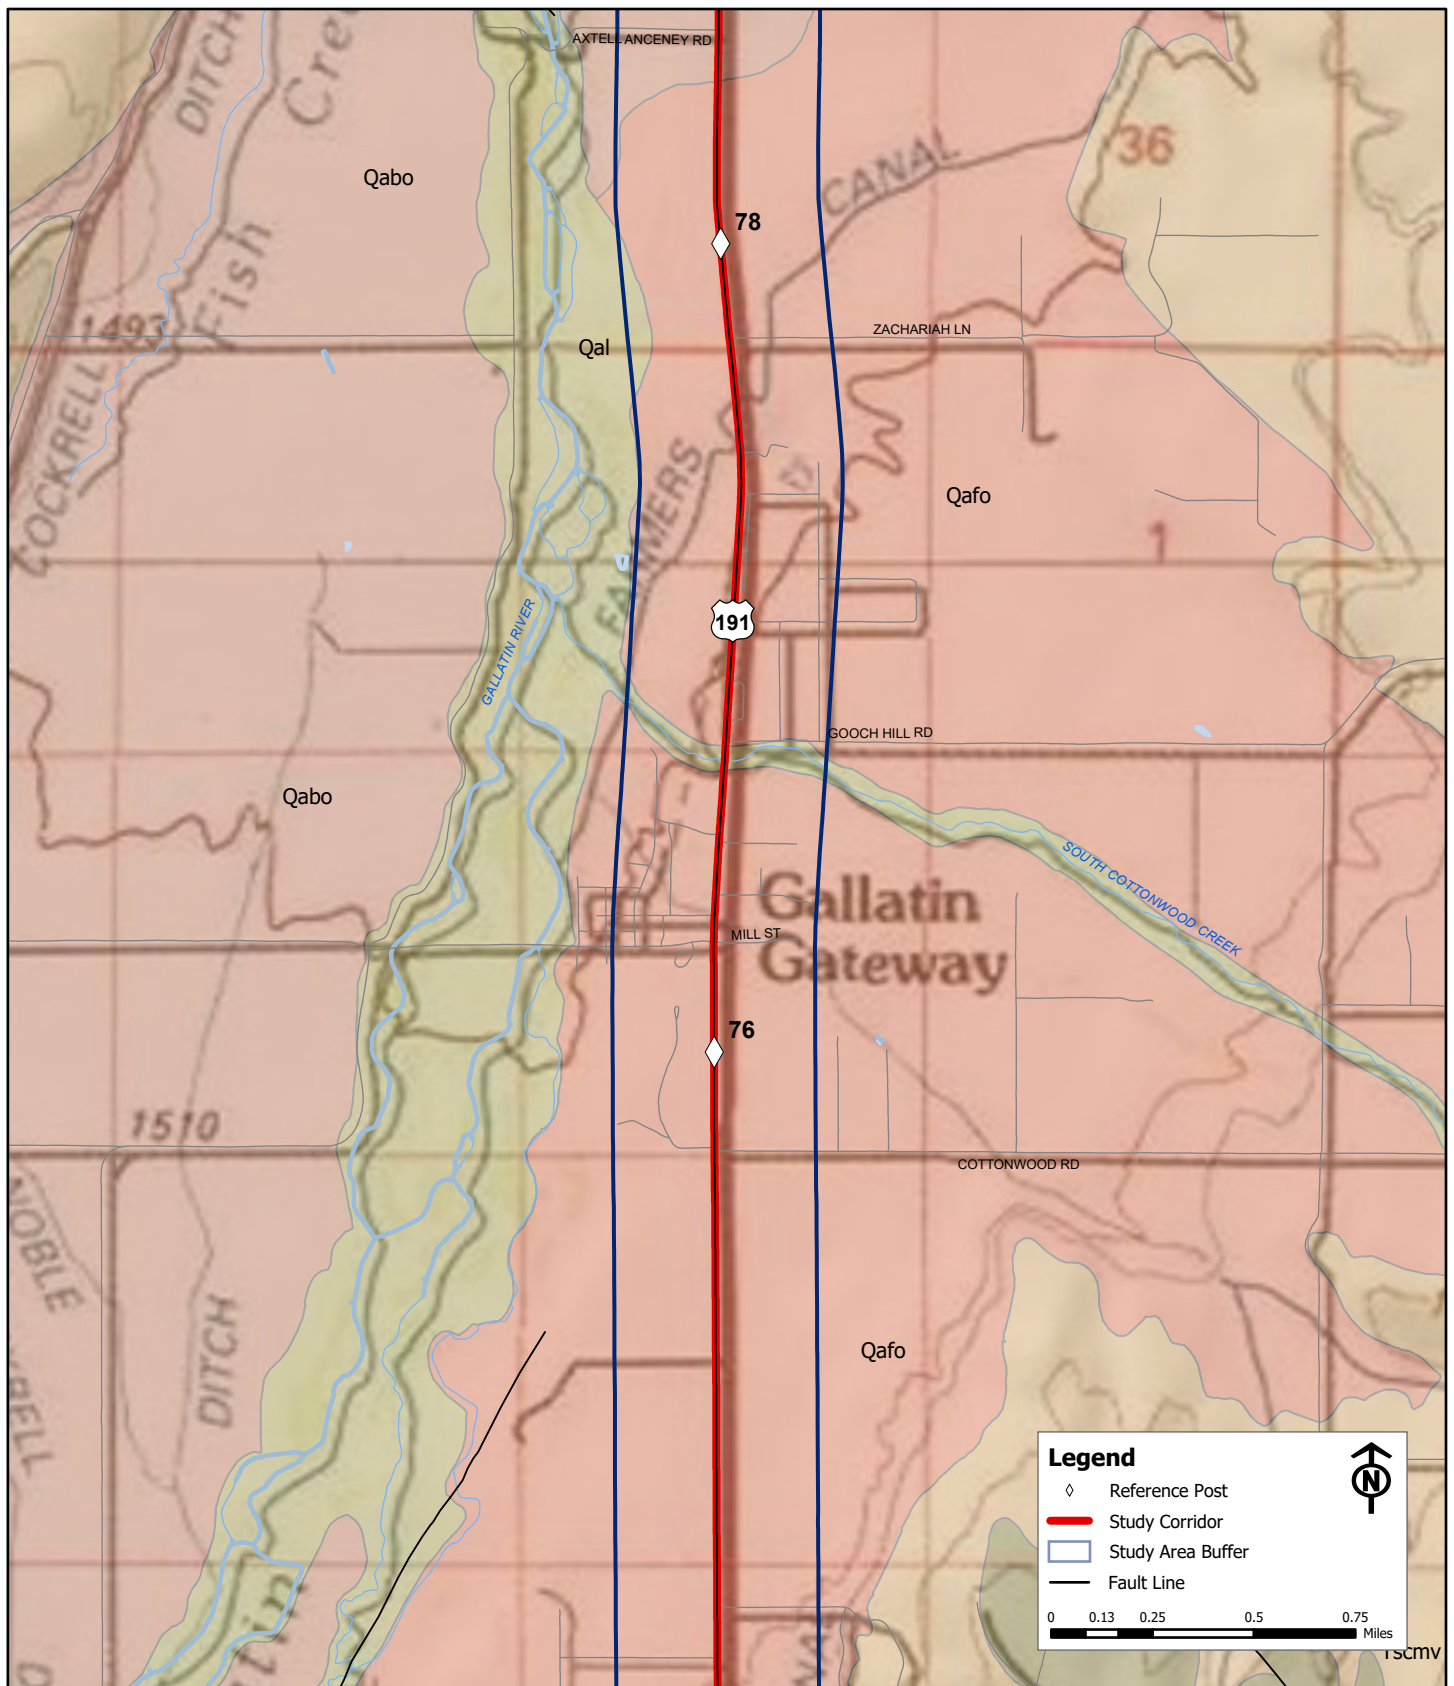 AXTELL ANCENEY RD
DITCH
Cree
36
Qabo
CANAL
78
Fish
1493
ZACHARIAH LN
Qal
COCKRELL
FARMERS
Qafo
1
191
GALLATIN RIVER
GOOCH HILL RD
Qabo
SOUTH COTTONWOOD CREEK
Gallatin
Gateway
MILL ST
76
1510
COTTONWOOD RD
NOBLE
DITCH
Qafo
RELL
Legend
N
Reference Post
Study Corridor
Study Area Buffer
Fault Line
0 0.13 0.25 0.5 0.75
Miles
Tscmv